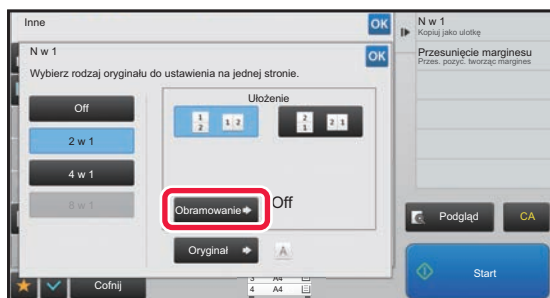 Inne
OK
N w 1
OK
Wybierz rodzaj oryginału do ustawienia na jednej stronie.
Off
2 w 1
4 w 1
8 w 1
Ułożenie
1 2 1 2
2 1 2 1
Obramowanie
Off
Oryginał
A
Cofnij
3 A4
4 A4
N w 1
Kopiuj jako ulotkę
Przesunięcie marginesu
Przes. pozyc. tworząc margines
Podgląd
CA
Start